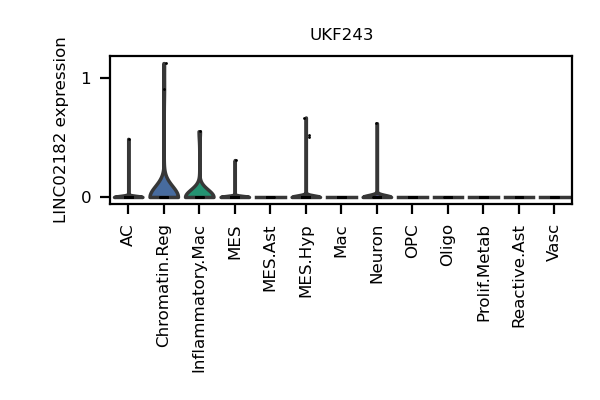 UKF243
LINC02182 expression
1
0
AC
Chromatin.Reg
Inflammatory.Mac
MES
MES.Ast
MES.Hyp
Mac
Neuron
OPC
Oligo
Prolif.Metab
Reactive.Ast
Vasc